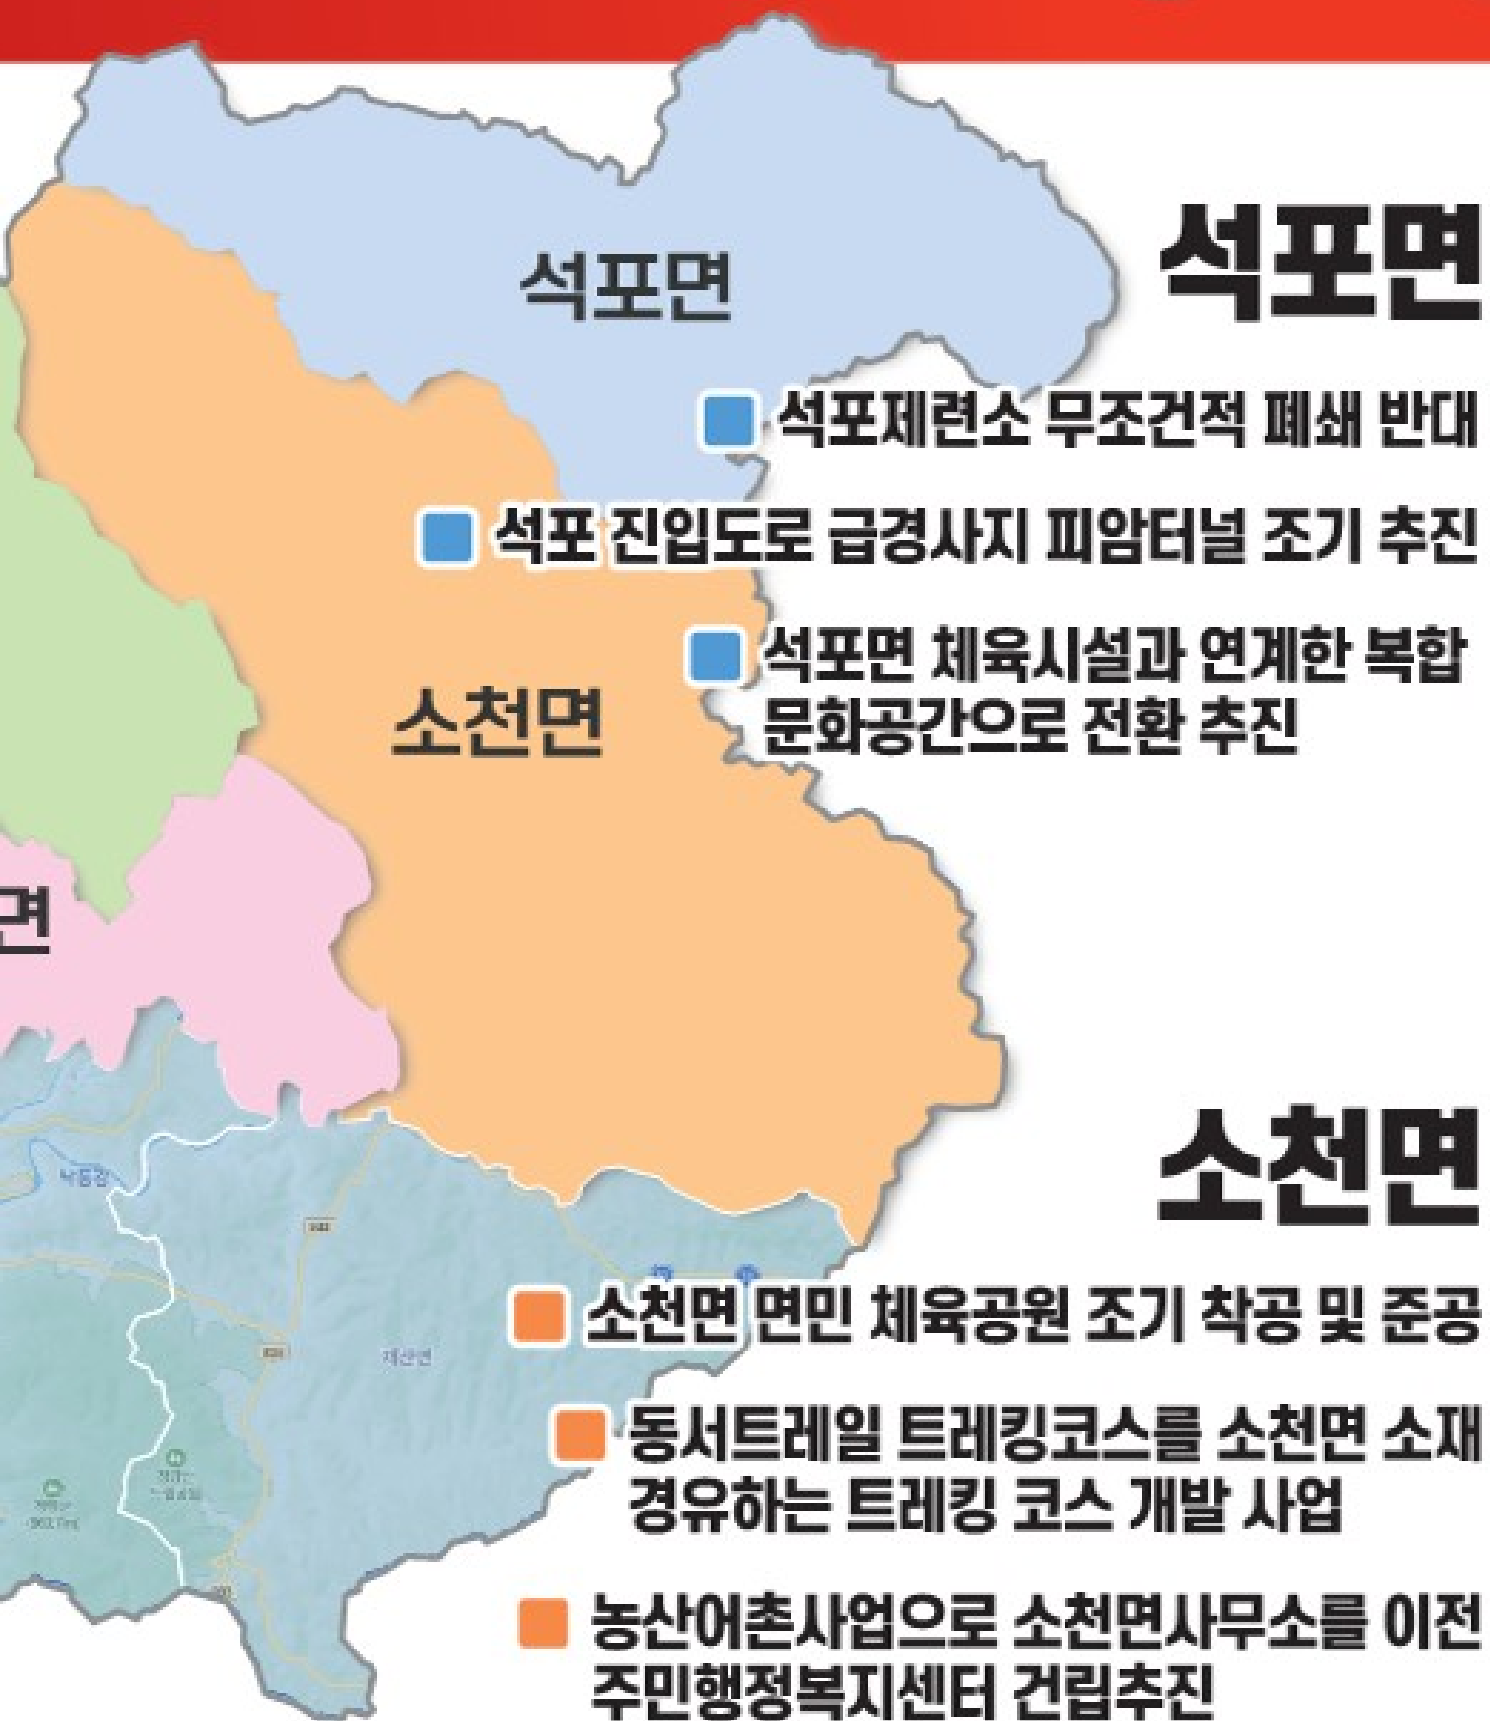 석포면
석포면
석포제련소 무조건적 폐쇄 반대
석포 진입도로 급경사지 피암터널 조기 추진
석포면 체육시설과 연계한 복합
문화공간으로 전환 추진
소천면
면
소천면
낙동강
소천면 면민 체육공원 조기 착공 및 준공
재산면
동서트레일 트레킹코스를 소천면 소재
경유하는 트레킹 코스 개발 사업
농산어촌사업으로 소천면사무소를 이전
주민행정복지센터 건립추진